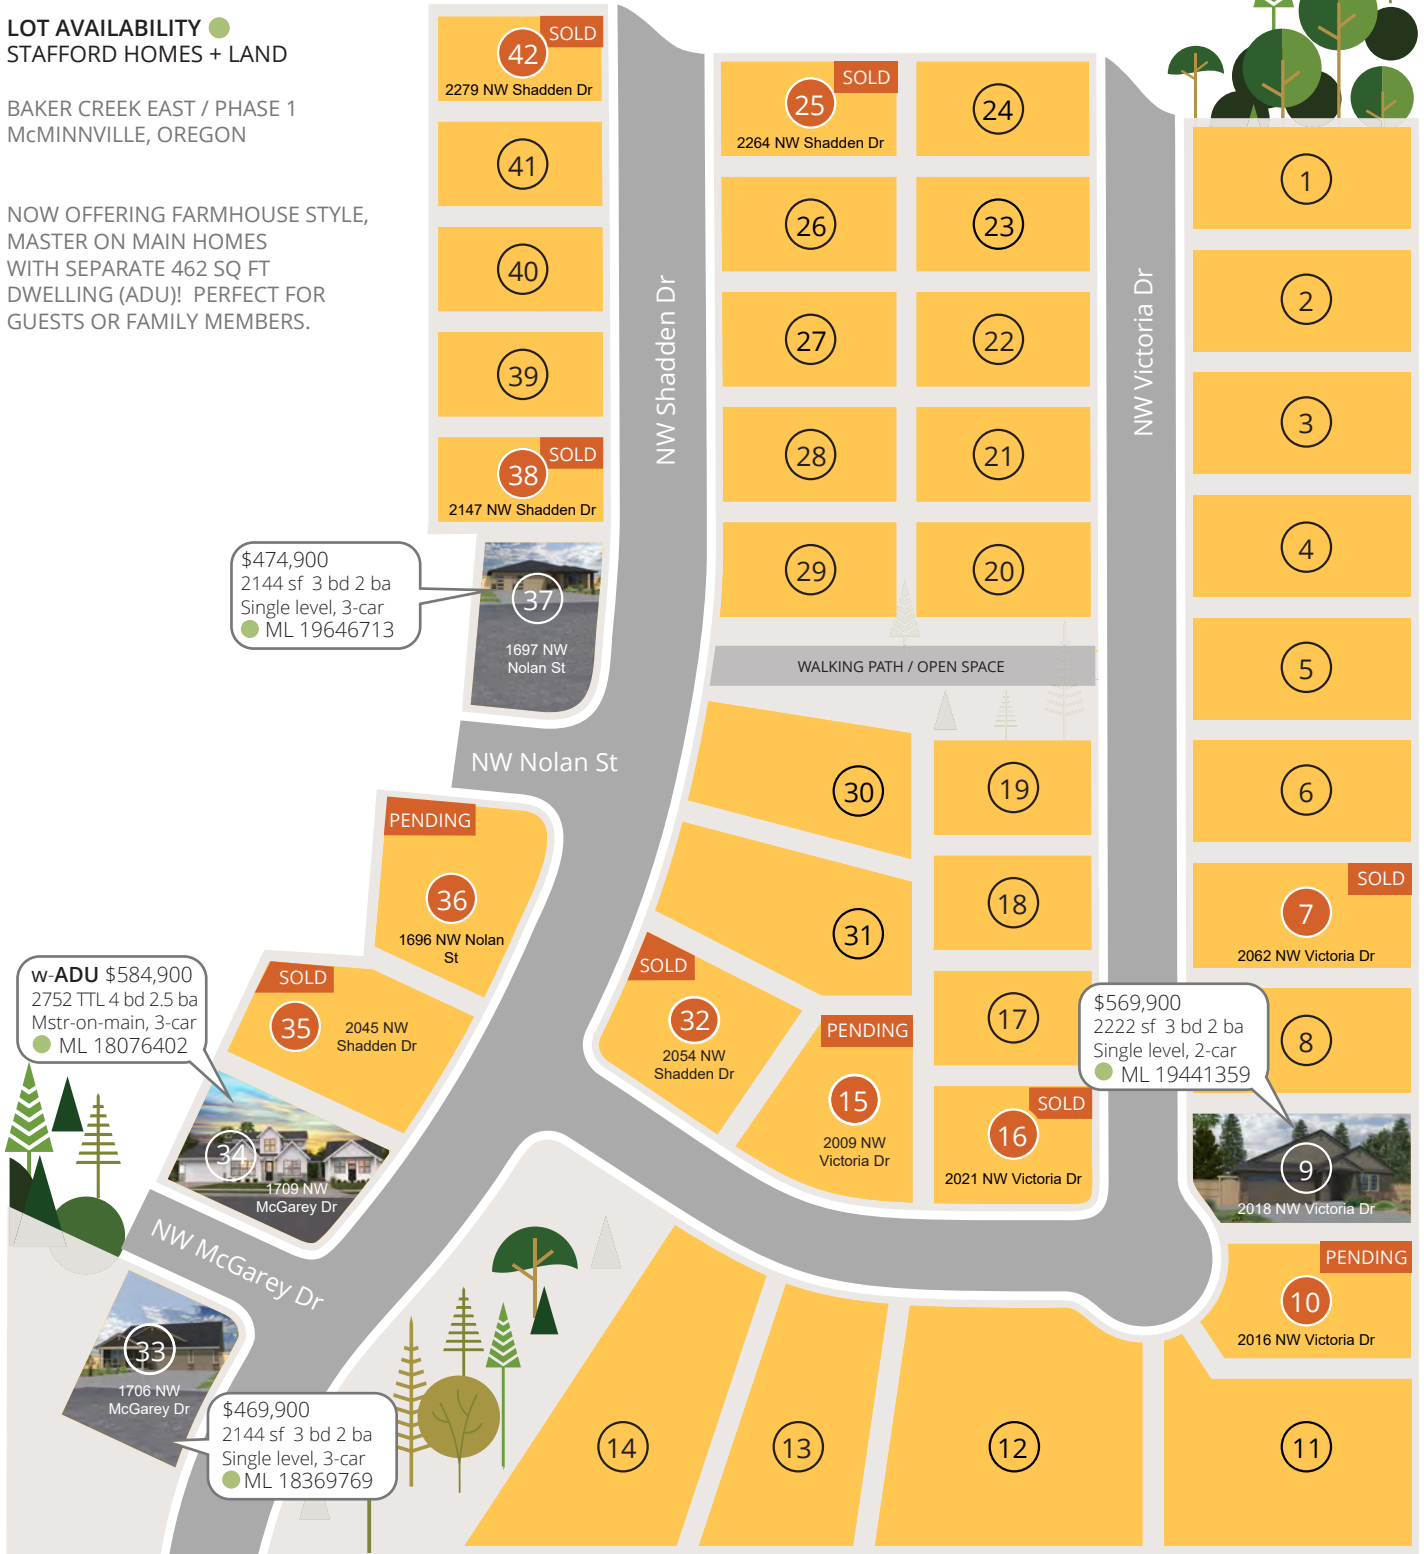 LOT AVAILABILITY
STAFFORD HOMES + LAND
BAKER CREEK EAST / PHASE 1
McMINNVILLE, OREGON
NOW OFFERING FARMHOUSE STYLE,
MASTER ON MAIN HOMES
WITH SEPARATE 462 SQ FT
DWELLING (ADU)! PERFECT FOR
GUESTS OR FAMILY MEMBERS.
SOLD
42
2279 NW Shadden Dr
41
40
39
SOLD
38
2147 NW Shadden Dr
$474,900
2144 sf 3 bd 2 ba
Single level, 3-car
ML 19646713
37
1697 NW
Nolan St
NW Shadden Dr
SOLD
25
2264 NW Shadden Dr
24
26
23
27
22
28
21
29
20
WALKING PATH / OPEN SPACE
NW Victoria Dr
1
2
3
4
5
6
SOLD
7
2062 NW Victoria Dr
8
NW Nolan St
30
19
31
18
17
PENDING
36
1696 NW Nolan
St
SOLD
35
2045 NW
Shadden Dr
w-ADU $584,900
2752 TTL 4 bd 2.5 ba
Mstr-on-main, 3-car
ML 18076402
34
1709 NW
McGarey Dr
SOLD
32
2054 NW
Shadden Dr
PENDING
15
2009 NW
Victoria Dr
SOLD
16
2021 NW Victoria Dr
$569,900
2222 sf 3 bd 2 ba
Single level, 2-car
ML 19441359
9
2018 NW Victoria Dr
PENDING
10
2016 NW Victoria Dr
NW McGarey Dr
33
1706 NW
McGarey Dr
$469,900
2144 sf 3 bd 2 ba
Single level, 3-car
ML 18369769
14
13
12
11